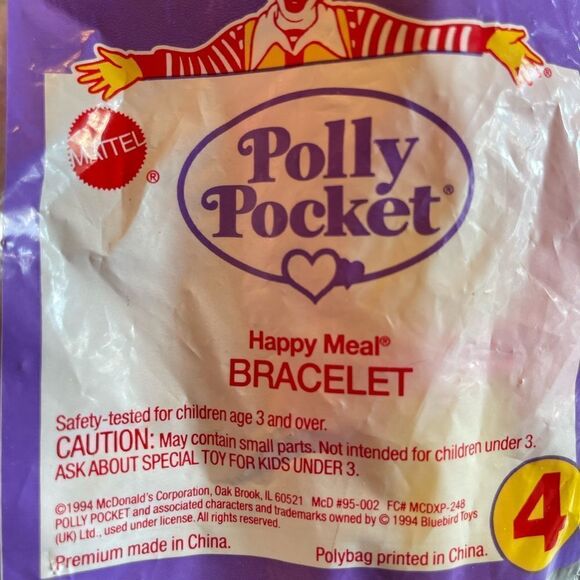 MATTEL
®
®
Polly
Pocket®
Happy Meal®
BRACELET
Safety-tested for children age 3 and over.
CAUTION: May contain small parts. Not intended for children under 3.
ASK ABOUT SPECIAL TOY FOR KIDS UNDER 3.
©1994 McDonald's Corporation, Oak Brook, IL 60521 McD #95-002 FC# MCDXP-248
POLLY POCKET and associated characters and trademarks owned by © 1994 Bluebird Toys
(UK) Ltd., used under license. All rights reserved.
Premium made in China. Polybag printed in China.
4